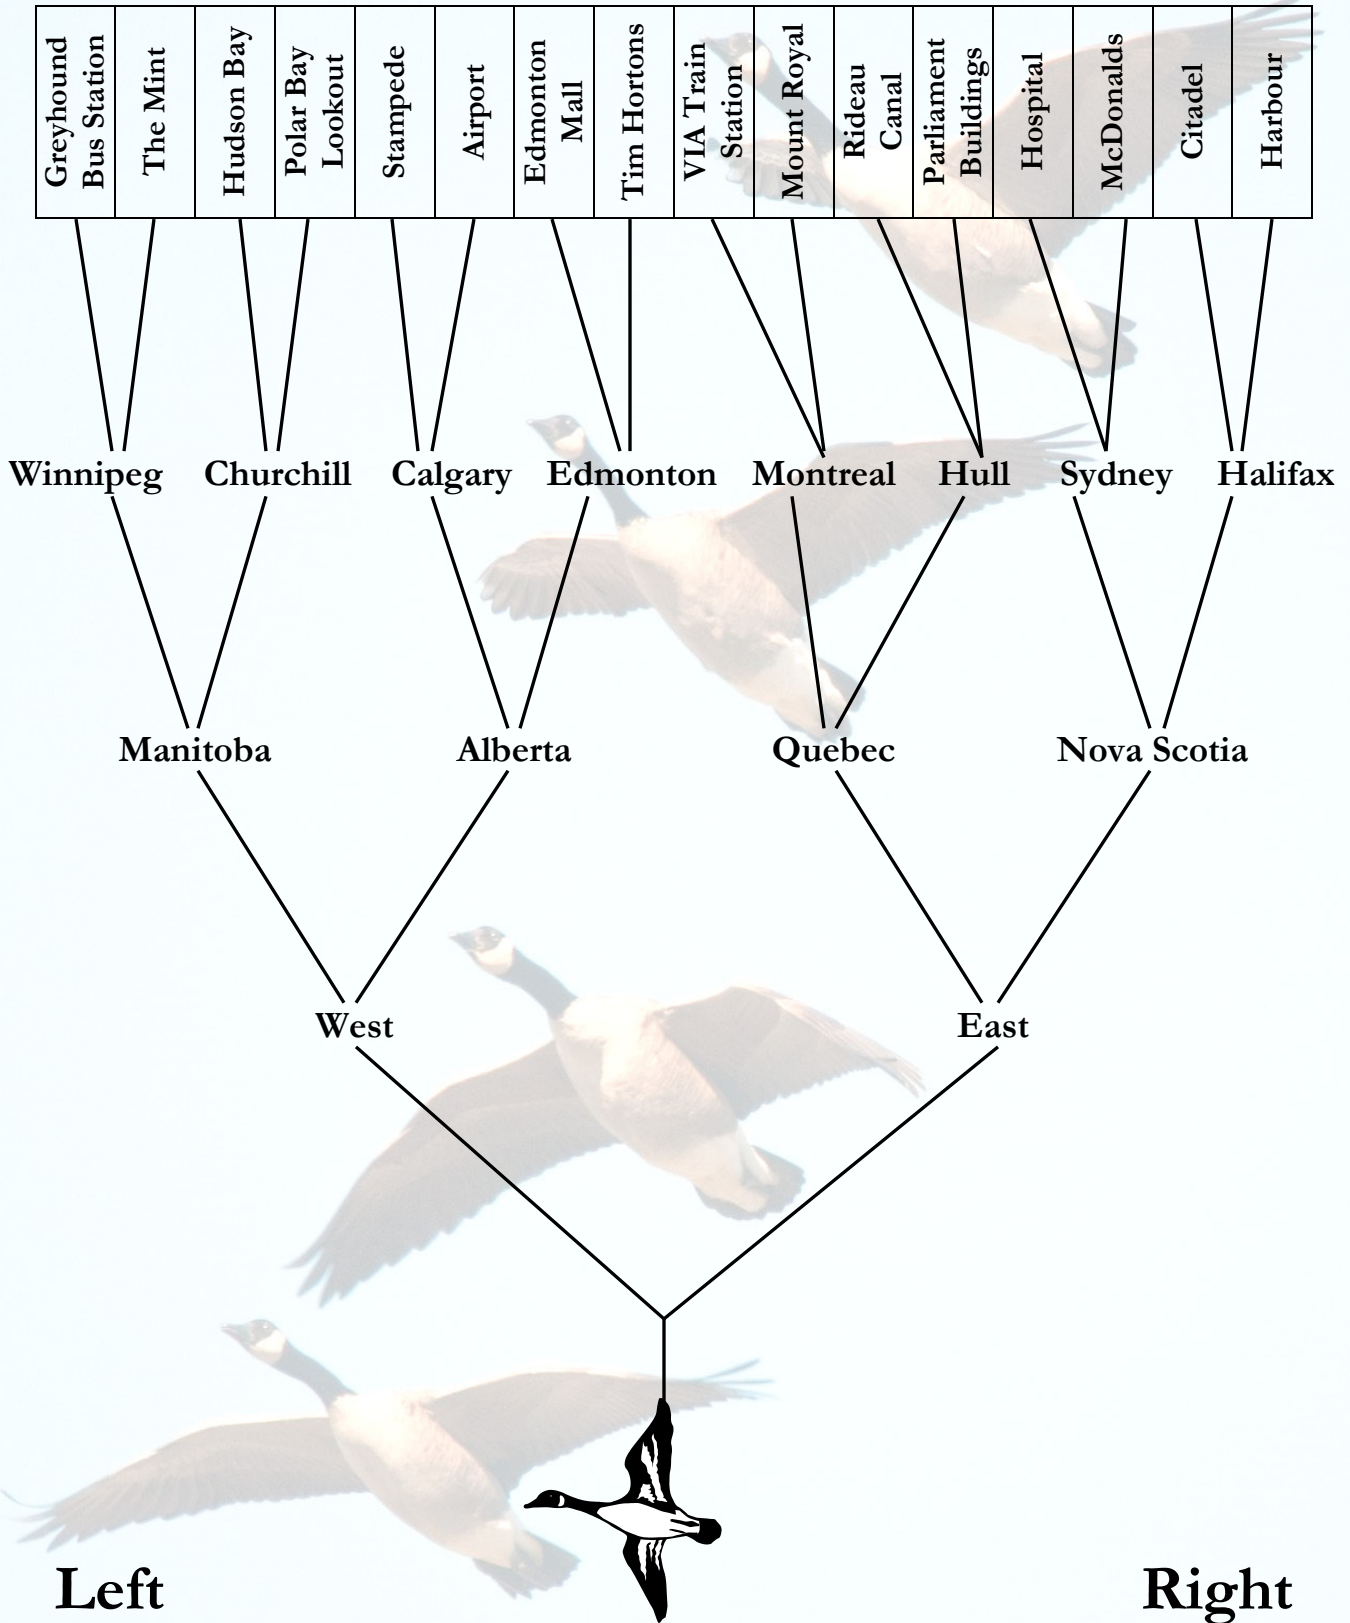 Greyhound
Bus Station
The Mint
Hudson Bay
Polar Bay
Lookout
Stampede
Airport
Edmonton
Mall
Tim Hortons
VIA Train
Station
Mount Royal
Rideau
Canal
Parliament
Buildings
Hospital
McDonalds
Citadel
Harbour
Winnipeg
Churchill
Calgary
Edmonton
Montreal
Hull
Sydney
Halifax
Manitoba
Alberta
Quebec
Nova Scotia
West
East
Left
Right